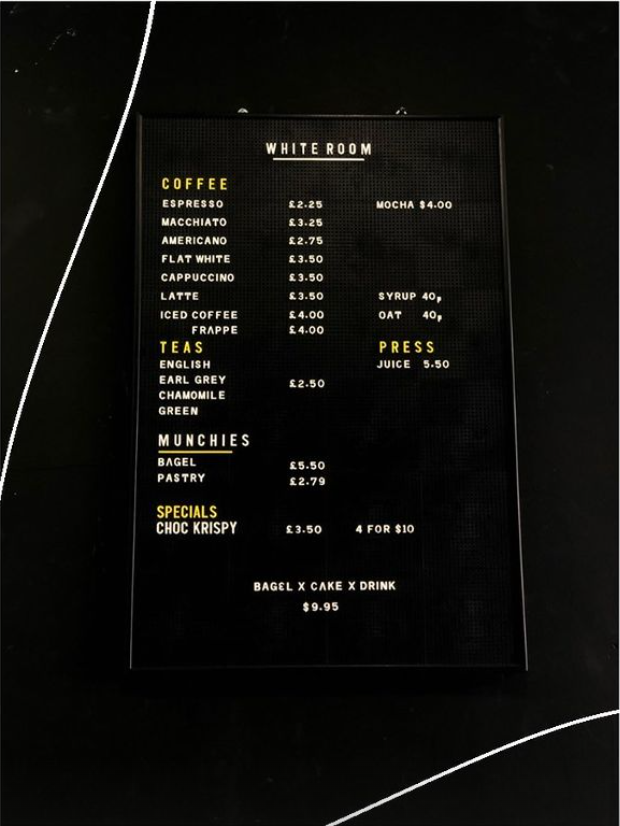 WHITE ROOM
COFFEE
ESPRESSO £2.25 MOCHA $4.00
MACCHIATO £3.25
AMERICANO £2.75
FLAT WHITE £3.50
CAPPUCCINO £3.50
LATTE £3.50 SYRUP 40p
ICED COFFEE £4.00 OAT 40p
FRAPPE £4.00
TEAS PRESS
ENGLISH JUICE 5.50
EARL GREY £2.50
CHAMOMILE
GREEN
MUNCHIES
BAGEL £5.50
PASTRY £2.79
SPECIALS
CHOC KRISPY £3.50 4 FOR $10
BAG£L X CAKE X DRINK
$9.95